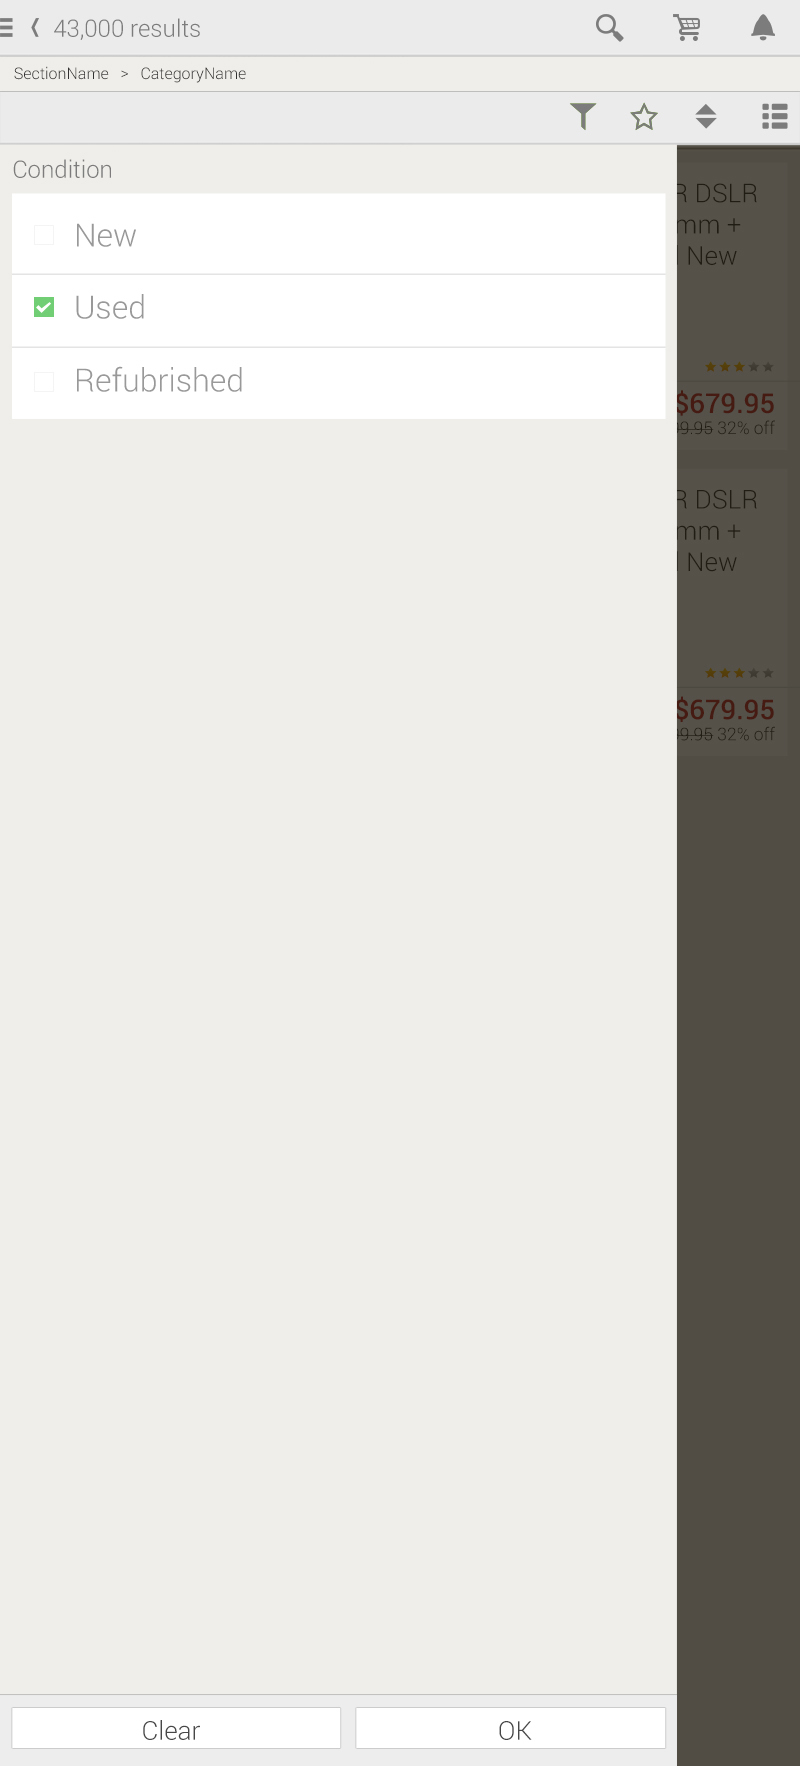 43,000 results
SectionName > CategoryName
Condition
New
Used
Refubrished
R DSLR
mm +
New
$679.95
9.95 32% off
R DSLR
mm +
New
$679.95
9.95 32% off
Clear
OK